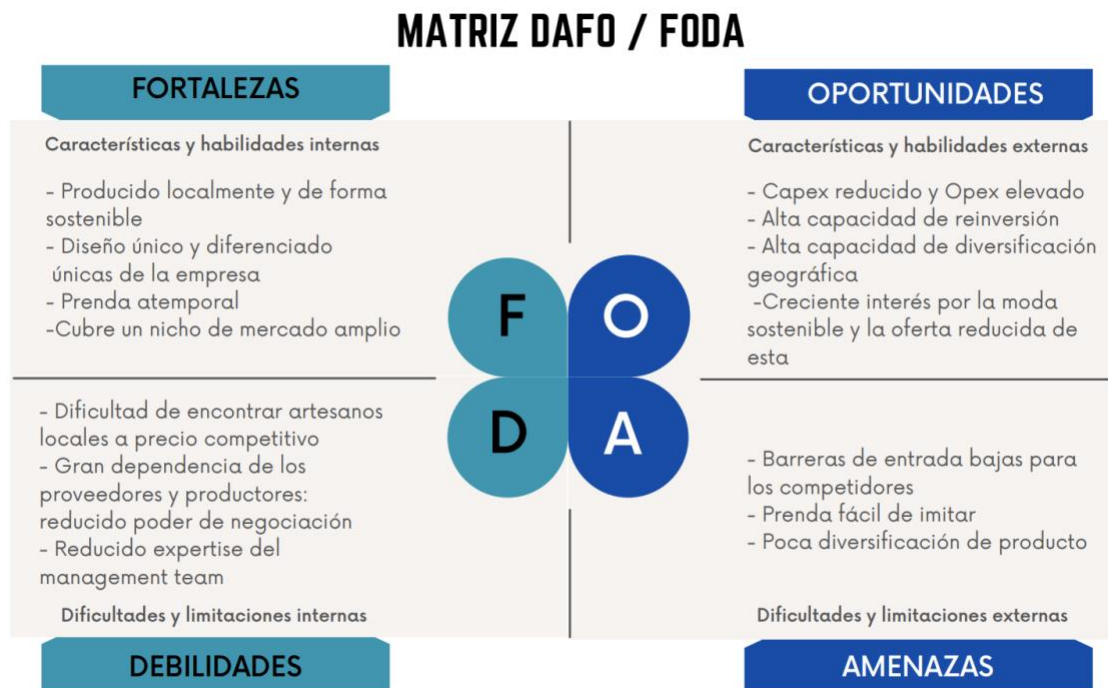 MATRIZ DAFO / FODA
FORTALEZAS
Características y habilidades internas
- Producido localmente y de forma
sostenible
- Diseño único y diferenciado
únicas de la empresa
- Prenda atemporal
-Cubre un nicho de mercado amplio
OPORTUNIDADES
Características y habilidades externas
- Capex reducido y Opex elevado
- Alta capacidad de reinversión
- Alta capacidad de diversificación
geográfica
-Creciente interés por la moda
sostenible y la oferta reducida de
esta
F
O
D
A
- Dificultad de encontrar artesanos
locales a precio competitivo
- Gran dependencia de los
proveedores y productores:
reducido poder de negociación
- Reducido expertise del
management team
Dificultades y limitaciones internas
DEBILIDADES
- Barreras de entrada bajas para
los competidores
- Prenda fácil de imitar
- Poca diversificación de producto
Dificultades y limitaciones externas
AMENAZAS